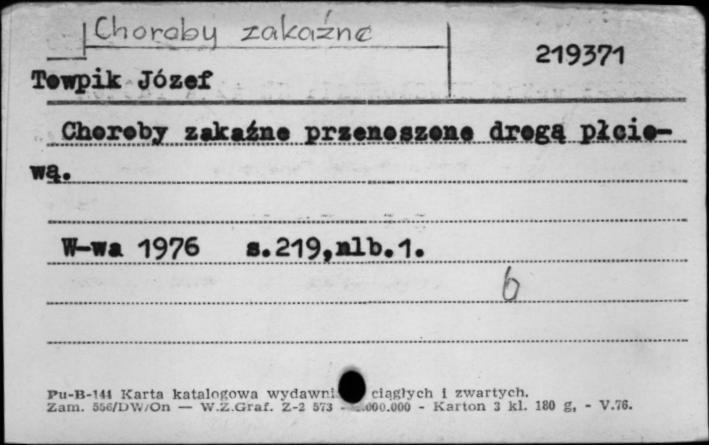 Choroby zakaźne
219371
Towpik Józef
Choroby zakaźne przenoszone drogą płcio-
wą.
W-wa 1976 s.219,nlb.1.
6
Pu-B-144 Karta katalogowa ciągłych i zwartych.
Zam. 556/DW/On — W.Z.Graf. Z-2 573 - .000.000 - Karton 3 kl. 180 g, - V.76.